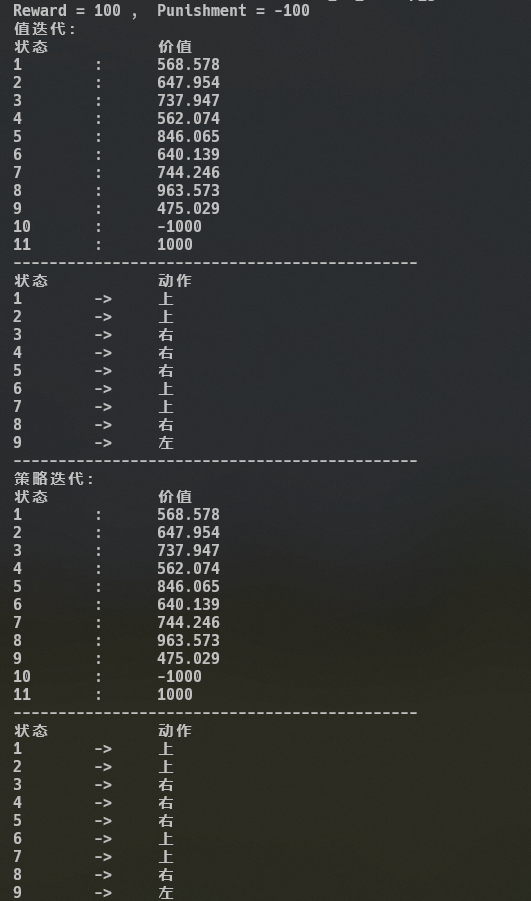 Reward = 100 ,  Punishment = -100
值迭代:
状态 价值
1 : 568.578
2 : 647.954
3 : 737.947
4 : 562.074
5 : 846.065
6 : 640.139
7 : 744.246
8 : 963.573
9 : 475.029
10 : -1000
11 : 1000
---------------------------------------------
状态 动作
1 -> 上
2 -> 上
3 -> 右
4 -> 右
5 -> 右
6 -> 上
7 -> 上
8 -> 右
9 -> 左
---------------------------------------------
策略迭代:
状态 价值
1 : 568.578
2 : 647.954
3 : 737.947
4 : 562.074
5 : 846.065
6 : 640.139
7 : 744.246
8 : 963.573
9 : 475.029
10 : -1000
11 : 1000
---------------------------------------------
状态 动作
1 -> 上
2 -> 上
3 -> 右
4 -> 右
5 -> 右
6 -> 上
7 -> 上
8 -> 右
9 -> 左